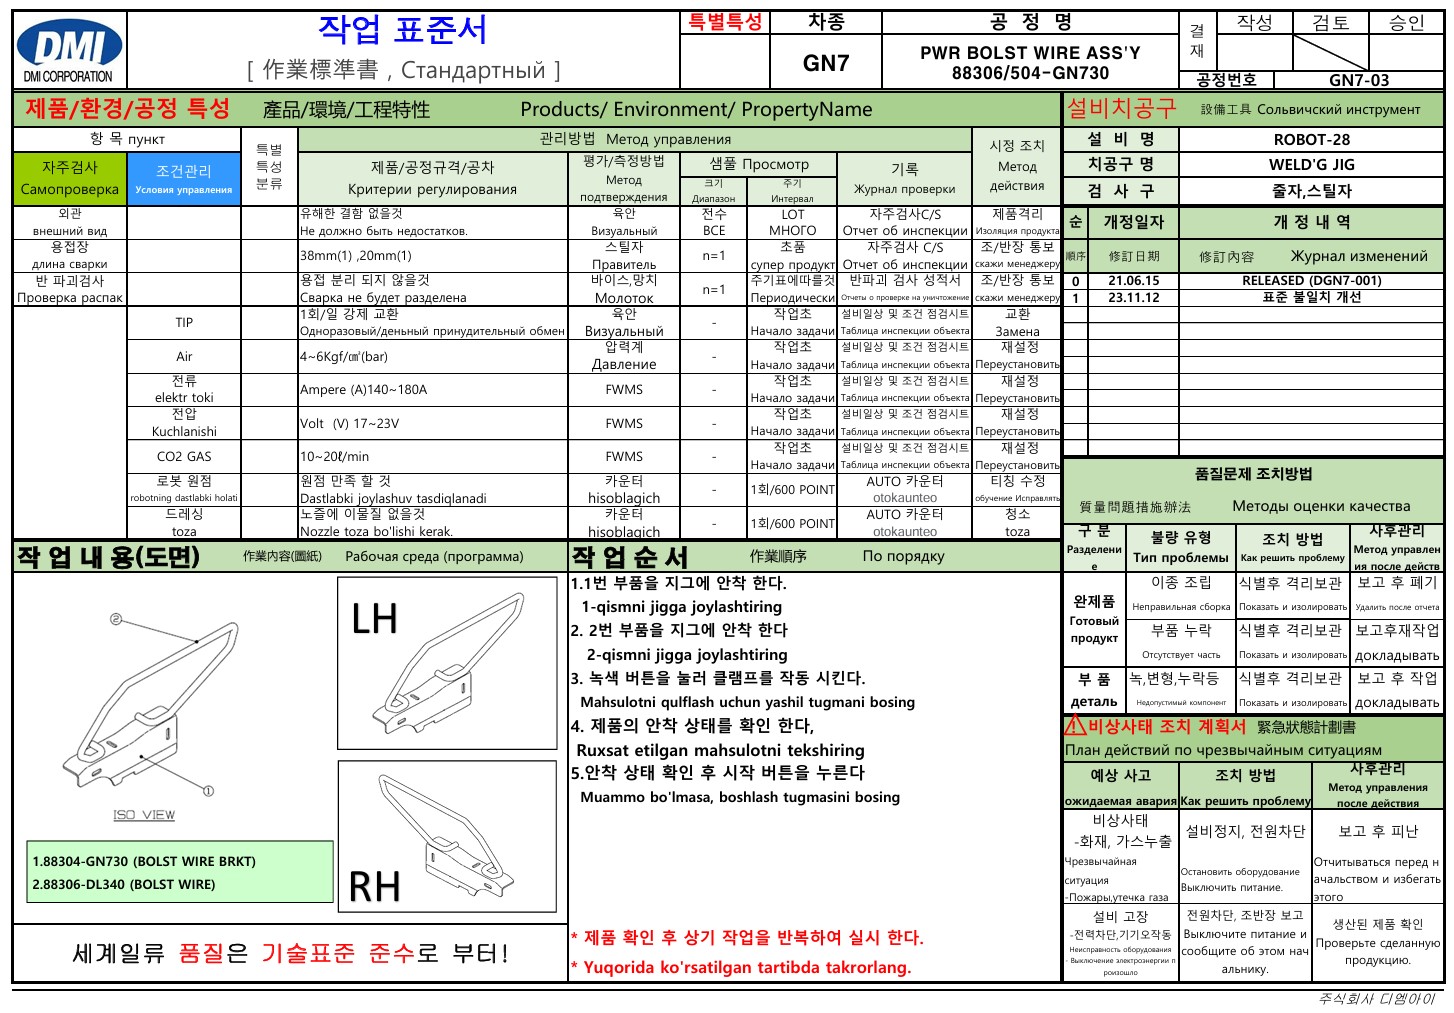 DMI
DMI CORPORATION
작업 표준서
[ 作業標準書 , Стандартный ]
특별특성
차종
GN7
공 정 명
PWR BOLST WIRE ASS'Y
88306/504-GN730
결재
작성
검토
승인
공정번호
GN7-03
제품/환경/공정 특성 產品/環境/工程特性 Products/ Environment/ PropertyName
항 목 пункт
특별
특성
분류
관리방법 Метод управления
시정 조치
Метод
действия
자주검사
Самопроверка
조건관리
Условия управления
제품/공정규격/공차
Критерии регулирования
평가/측정방법
Метод
подтверждения
샘풀 Просмотр
크기
Диапазон
주기
Интервал
기록
Журнал проверки
외관
внешний вид
유해한 결함 없을것
Не должно быть недостатков.
육안
Визуальный
전수
ВСЕ
LOT
МНОГО
자주검사C/S
Отчет об инспекции
제품격리
Изоляция продукта
용접장
длина сварки
38mm(1) ,20mm(1)
스틸자
Правитель
n=1
초품
супер продукт
자주검사 C/S
Отчет об инспекции
조/반장 통보
скажи менеджеру
반 파괴검사
Проверка распак
용접 분리 되지 않을것
Сварка не будет разделена
바이스,망치
Молоток
n=1
주기표에따를것
Периодически
반파괴 검사 성적서
Отчеты о проверке на уничтожение
조/반장 통보
скажи менеджеру
TIP
1회/일 강제 교환
Одноразовый/деньный принудительный обмен
육안
Визуальный
-
작업초
Начало задачи
설비일상 및 조건 점검시트
Таблица инспекции объекта
교환
Замена
Air
4~6Kgf/㎠(bar)
압력계
Давление
-
작업초
Начало задачи
설비일상 및 조건 점검시트
Таблица инспекции объекта
재설정
Переустановить
전류
elektr toki
Ampere (A)140~180A
FWMS
-
작업초
Начало задачи
설비일상 및 조건 점검시트
Таблица инспекции объекта
재설정
Переустановить
전압
Kuchlanishi
Volt (V) 17~23V
FWMS
-
작업초
Начало задачи
설비일상 및 조건 점검시트
Таблица инспекции объекта
재설정
Переустановить
CO2 GAS
10~20ℓ/min
FWMS
-
작업초
Начало задачи
설비일상 및 조건 점검시트
Таблица инспекции объекта
재설정
Переустановить
로봇 원점
robotning dastlabki holati
원점 만족 할 것
Dastlabki joylashuv tasdiqlanadi
카운터
hisoblagich
-
1회/600 POINT
AUTO 카운터
otokaunteo
티칭 수정
обучение Исправлять
드레싱
toza
노즐에 이물질 없을것
Nozzle toza bo'lishi kerak.
카운터
hisoblagich
-
1회/600 POINT
AUTO 카운터
otokaunteo
청소
toza
설비치공구 設備工具 Сольвичский инструмент
설 비 명
ROBOT-28
치공구 명
WELD'G JIG
검 사 구
줄자,스틸자
순
개정일자
개 정 내 역
順序
修訂日期
修訂內容 Журнал изменений
0
21.06.15
RELEASED (DGN7-001)
1
23.11.12
표준 불일치 개선
품질문제 조치방법
質量問題措施辦法 Методы оценки качества
구 분
Разделени
е
불량 유형
Тип проблемы
조치 방법
Как решить проблему
사후관리
Метод управлен
ия после действ
완제품
Готовый
продукт
이종 조립
Неправильная сборка
식별후 격리보관
Показать и изолировать
보고 후 폐기
Удалить после отчета
부품 누락
Отсутствует часть
식별후 격리보관
Показать и изолировать
보고후재작업
докладывать
부 품
деталь
녹,변형,누락등
Недопустимый компонент
식별후 격리보관
Показать и изолировать
보고 후 작업
докладывать
비상사태 조치 계획서 緊急狀態計劃書
План действий по чрезвычайным ситуациям
예상 사고
ожидаемая авария
조치 방법
Как решить проблему
사후관리
Метод управления
после действия
비상사태
-화재, 가스누출
Чрезвычайная
ситуация
-Пожары,утечка газа
설비정지, 전원차단
Остановить оборудование
Выключить питание.
보고 후 피난
Отчитываться перед н
ачальством и избегать
этого
설비 고장
-전력차단,기기오작동
Неисправность оборудования
- Выключение электроэнергии п
роизошло
전원차단, 조반장 보고
Выключите питание и
сообщите об этом нач
альнику.
생산된 제품 확인
Проверьте сделанную
продукцию.
작 업 내 용(도면) 作業內容(圖紙) Рабочая среда (программа)
②
①
ISO VIEW
LH
RH
1.88304-GN730 (BOLST WIRE BRKT)
2.88306-DL340 (BOLST WIRE)
세계일류 품질은 기술표준 준수로 부터!
작 업 순 서 作業順序 По порядку
1.1번 부품을 지그에 안착 한다.
1-qismni jigga joylashtiring
2. 2번 부품을 지그에 안착 한다
2-qismni jigga joylashtiring
3. 녹색 버튼을 눌러 클램프를 작동 시킨다.
Mahsulotni qulflash uchun yashil tugmani bosing
4. 제품의 안착 상태를 확인 한다,
Ruxsat etilgan mahsulotni tekshiring
5.안착 상태 확인 후 시작 버튼을 누른다
Muammo bo'lmasa, boshlash tugmasini bosing
* 제품 확인 후 상기 작업을 반복하여 실시 한다.
* Yuqorida ko'rsatilgan tartibda takrorlang.
주식회사 디엠아이